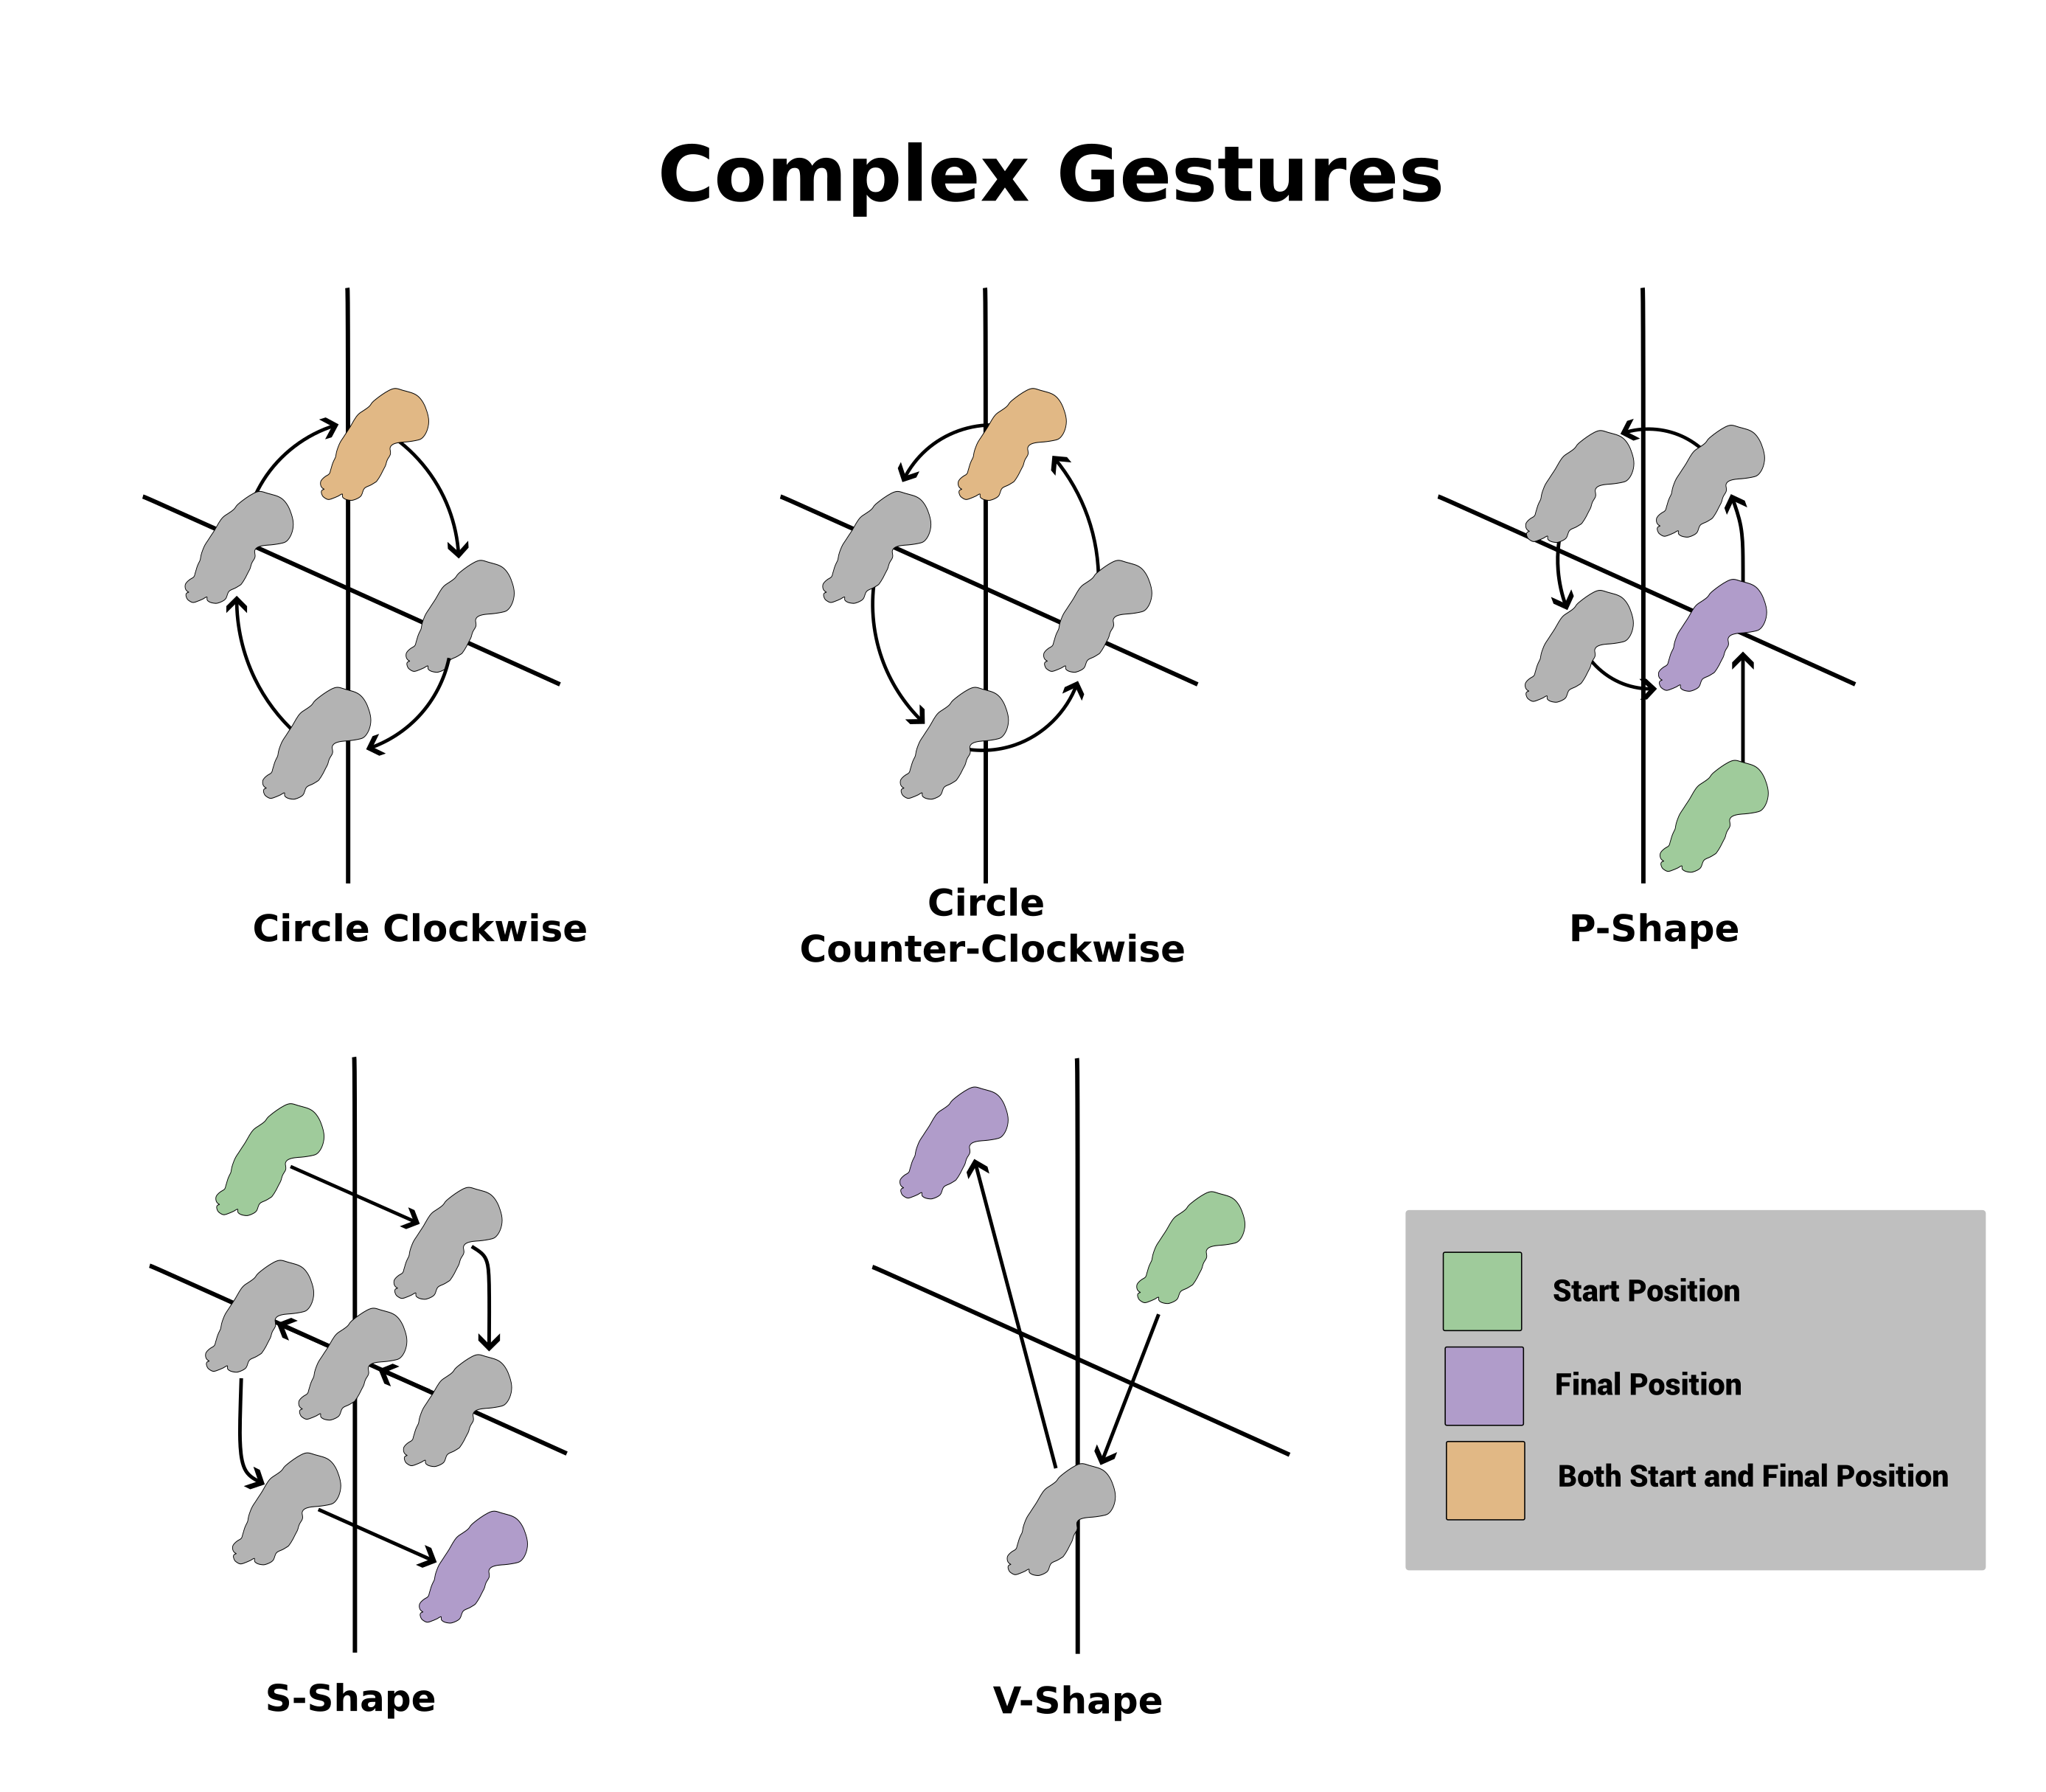 Complex Gestures
Circle Clockwise
Circle
Counter-Clockwise
P-Shape
S-Shape
V-Shape
Start Position
Final Position
Both Start and Final Position